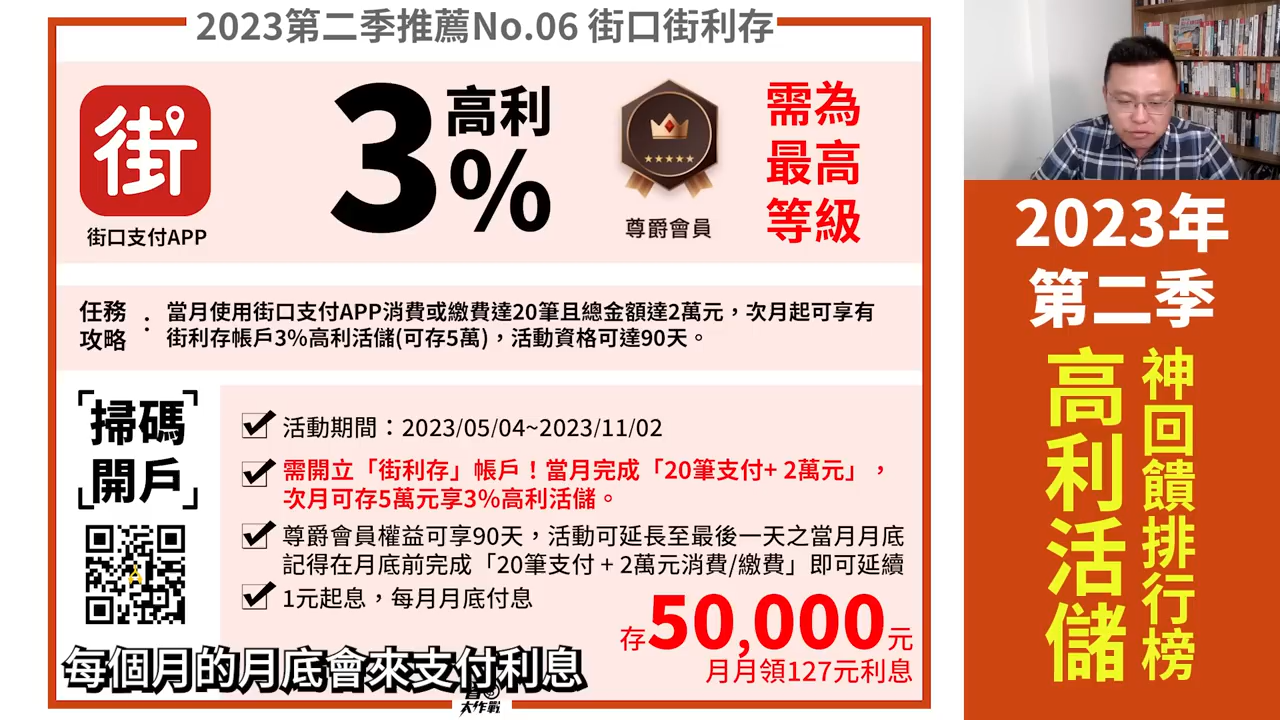 2023第二季推薦No.06 街口街利存
街
街口支付APP
3%
高利
尊爵會員
需為
最高
等級
任務
攻略
：
當月使用街口支付APP消費或繳費達20筆且總金額達2萬元，次月起可享有
街利存帳戶3%高利活儲(可存5萬)，活動資格可達90天。
掃碼
開戶
活動期間：2023/05/04~2023/11/02
需開立「街利存」帳戶！當月完成「20筆支付+ 2萬元」，
次月可存5萬元享3%高利活儲。
尊爵會員權益可享90天，活動可延長至最後一天之當月月底
記得在月底前完成「20筆支付 + 2萬元消費/繳費」即可延續
1元起息，每月月底付息
存50,000元
月月領127元利息
每個月的月底會來支付利息
大作戰
2023年
第二季
神回饋排行榜
高利活儲